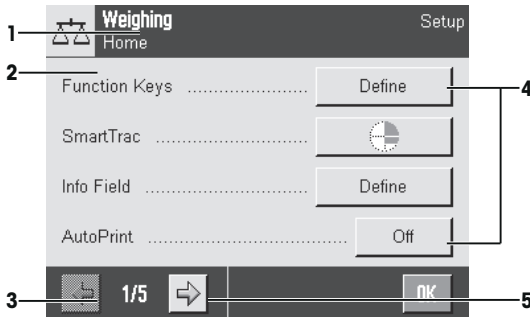 Weighing
Home
Setup
1
2
Function Keys ........................ Define
4
SmartTrac ........................
Info Field ........................ Define
AutoPrint ........................ Off
3
1/5
OK
5